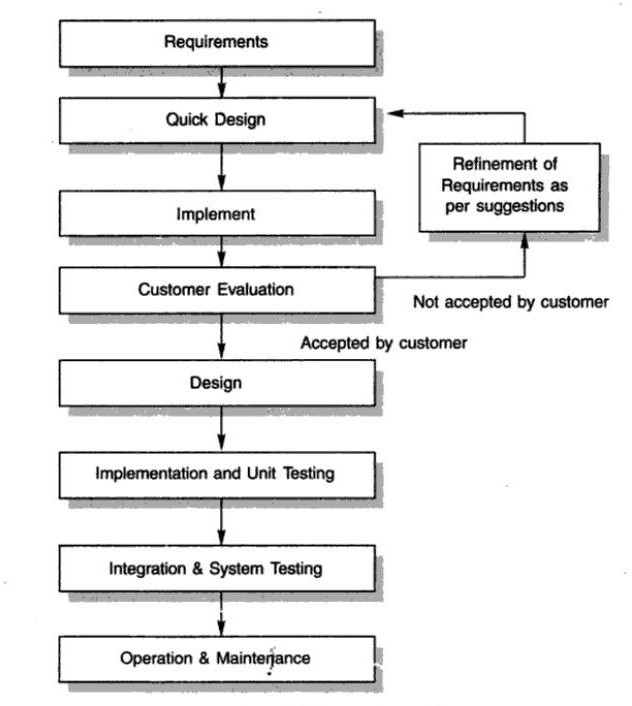 Requirements
Quick Design
Refinement of
Requirements as
per suggestions
Implement
Customer Evaluation
Not accepted by customer
Accepted by customer
Design
Implementation and Unit Testing
Integration & System Testing
Operation & Maintenance